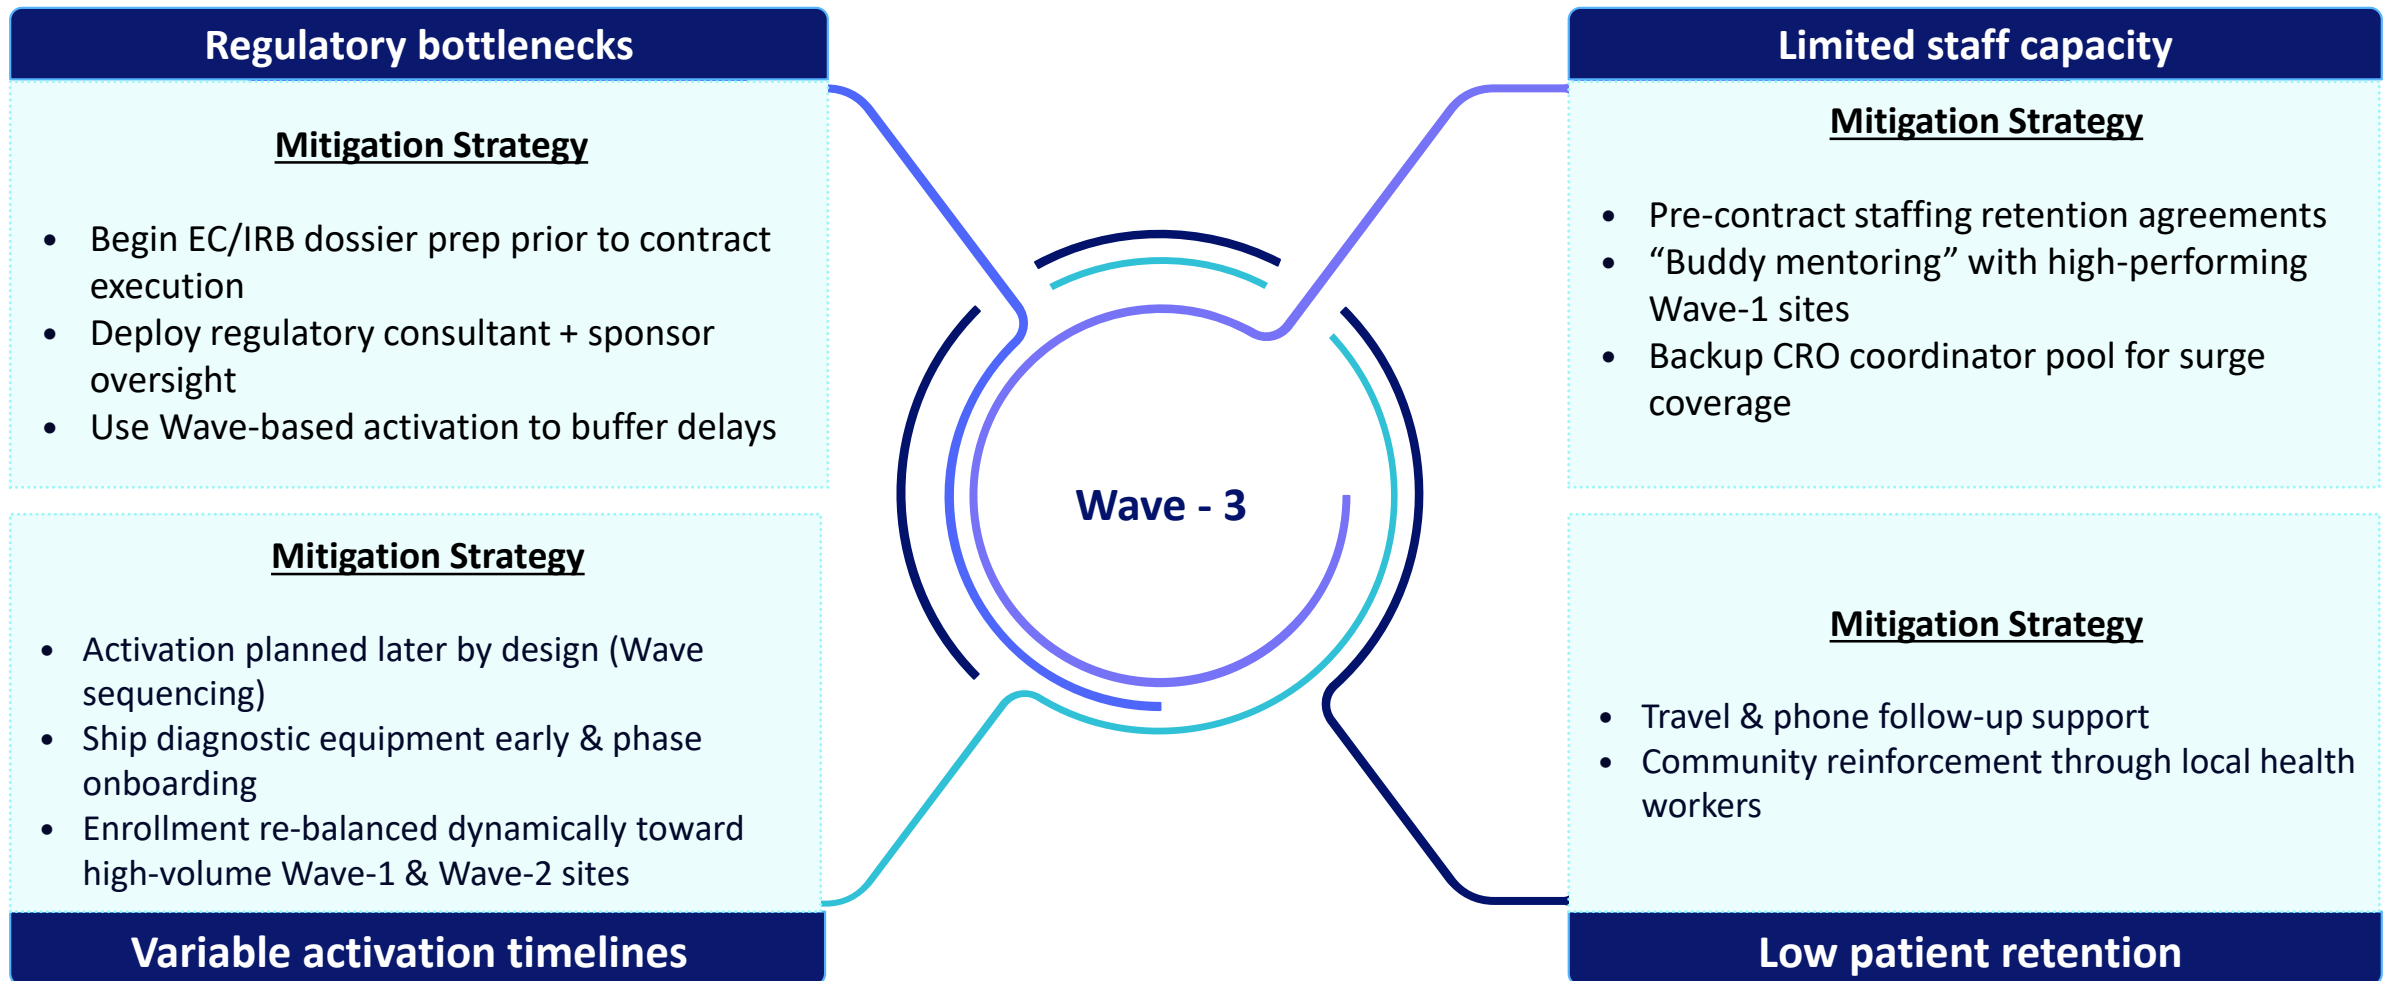 Regulatory bottlenecks
Mitigation Strategy
• Begin EC/IRB dossier prep prior to contract
execution
• Deploy regulatory consultant + sponsor
oversight
• Use Wave-based activation to buffer delays
Limited staff capacity
Mitigation Strategy
• Pre-contract staffing retention agreements
• “Buddy mentoring” with high-performing
Wave-1 sites
• Backup CRO coordinator pool for surge
coverage
Wave - 3
Mitigation Strategy
• Activation planned later by design (Wave
sequencing)
• Ship diagnostic equipment early & phase
onboarding
• Enrollment re-balanced dynamically toward
high-volume Wave-1 & Wave-2 sites
Variable activation timelines
Mitigation Strategy
• Travel & phone follow-up support
• Community reinforcement through local health
workers
Low patient retention